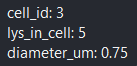 cell_id: 3
lys_in_cell: 5
diameter_um: 0.75